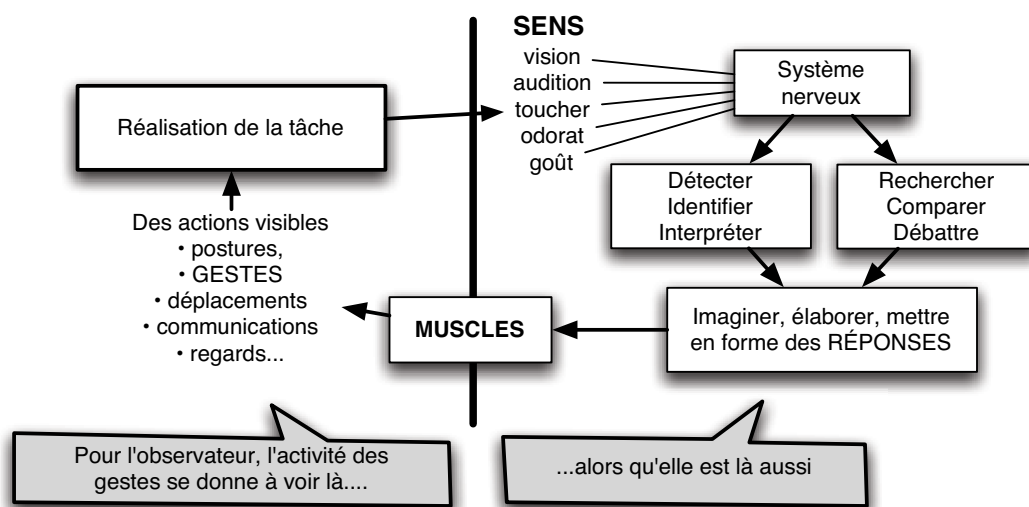 SENS
vision
audition
toucher
odorat
goût
Système
nerveux
Réalisation de la tâche
Détecter
Identifier
Interpréter
Rechercher
Comparer
Débattre
Des actions visibles
• postures,
• GESTES
• déplacements
• communications
• regards...
MUSCLES
Imaginer, élaborer, mettre
en forme des RÉPONSES
Pour l'observateur, l'activité des
gestes se donne à voir là....
...alors qu'elle est là aussi